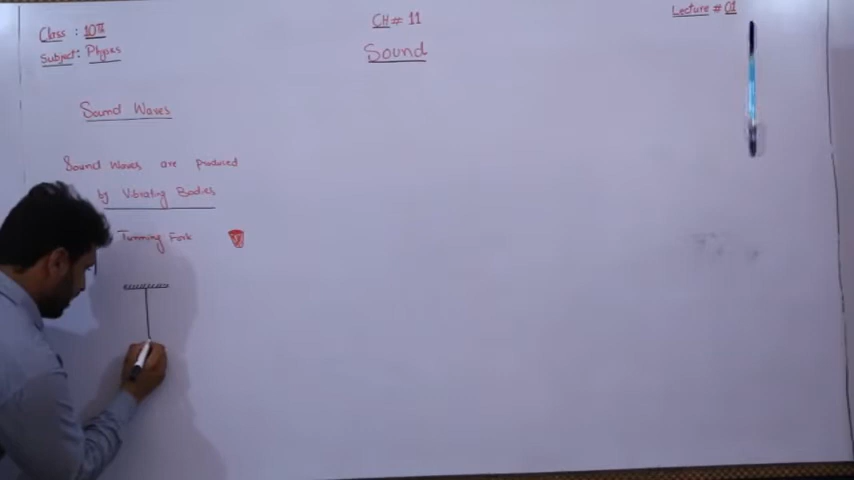 Class : 10TH
Subject: Phyics
CH# 11
Sound
Lecture # 01
Sound Waves
Sound Waves are produced
by Vibrating Bodies
Tunning Fork